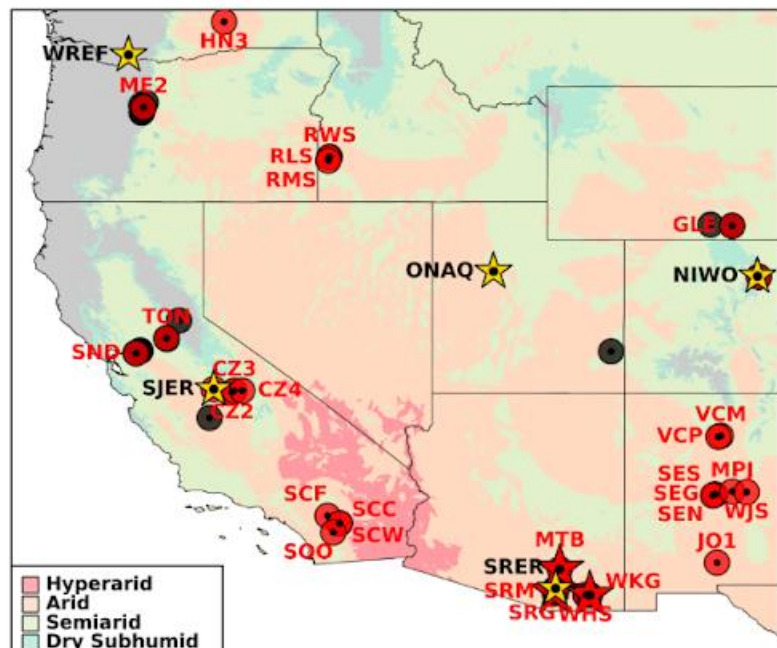 HN3
WREF
ME2
RWS
RLS
RMS
GLE
ONAQ
NIWO
TON
SND
CZ3
SJER
CZ4
CZ2
VCM
VCP
SES
MPJ
SEG
SEN
WJS
SCF
SCC
SCW
SQO
MTB
JO1
SRER
SRM
WKG
SRG
WHS
Hyperarid
Arid
Semiarid
Dry Subhumid